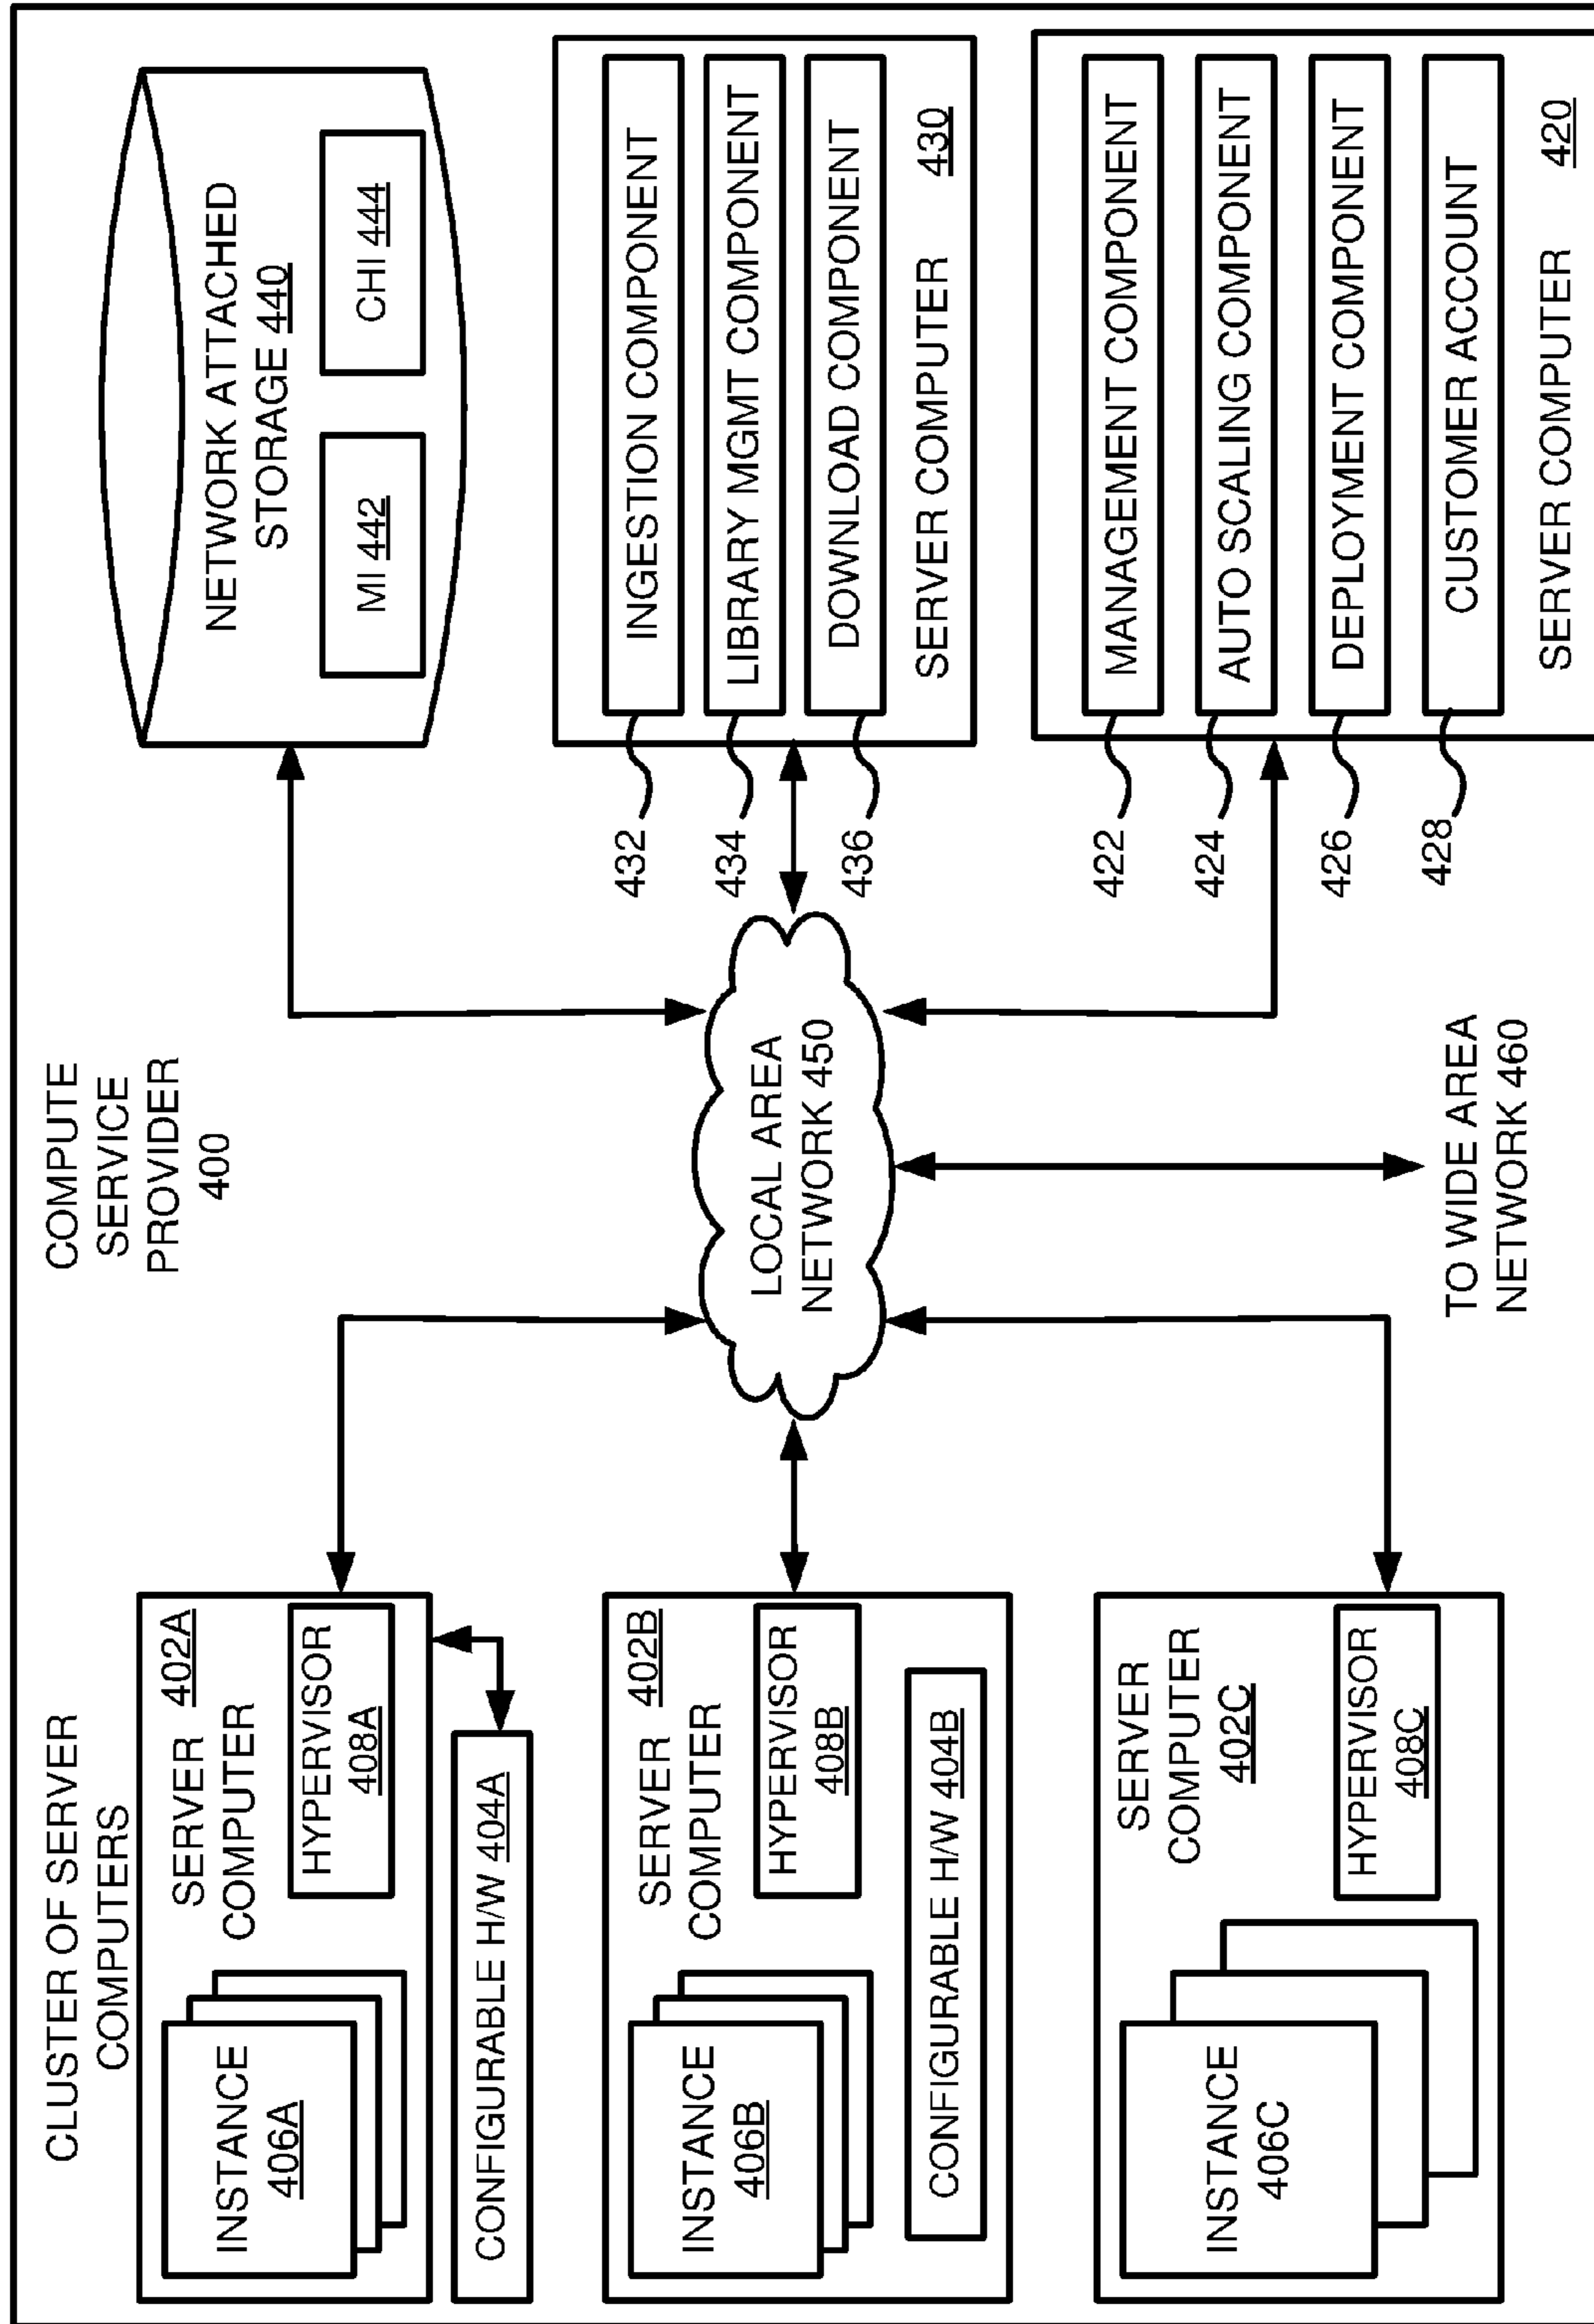 COMPUTE
SERVICE
PROVIDER
400
CLUSTER OF SERVER
COMPUTERS
SERVER 402A
COMPUTER
INSTANCE
406A
HYPERVISOR
408A
CONFIGURABLE H/W 404A
SERVER 402B
COMPUTER
INSTANCE
406B
HYPERVISOR
408B
CONFIGURABLE H/W 404B
SERVER
COMPUTER
402C
INSTANCE
406C
HYPERVISOR
408C
LOCAL AREA
NETWORK 450
TO WIDE AREA
NETWORK 460
NETWORK ATTACHED
STORAGE 440
MI 442
CHI 444
432
INGESTION COMPONENT
434
LIBRARY MGMT COMPONENT
436
DOWNLOAD COMPONENT
SERVER COMPUTER 430
422
MANAGEMENT COMPONENT
424
AUTO SCALING COMPONENT
426
DEPLOYMENT COMPONENT
428
CUSTOMER ACCOUNT
SERVER COMPUTER 420